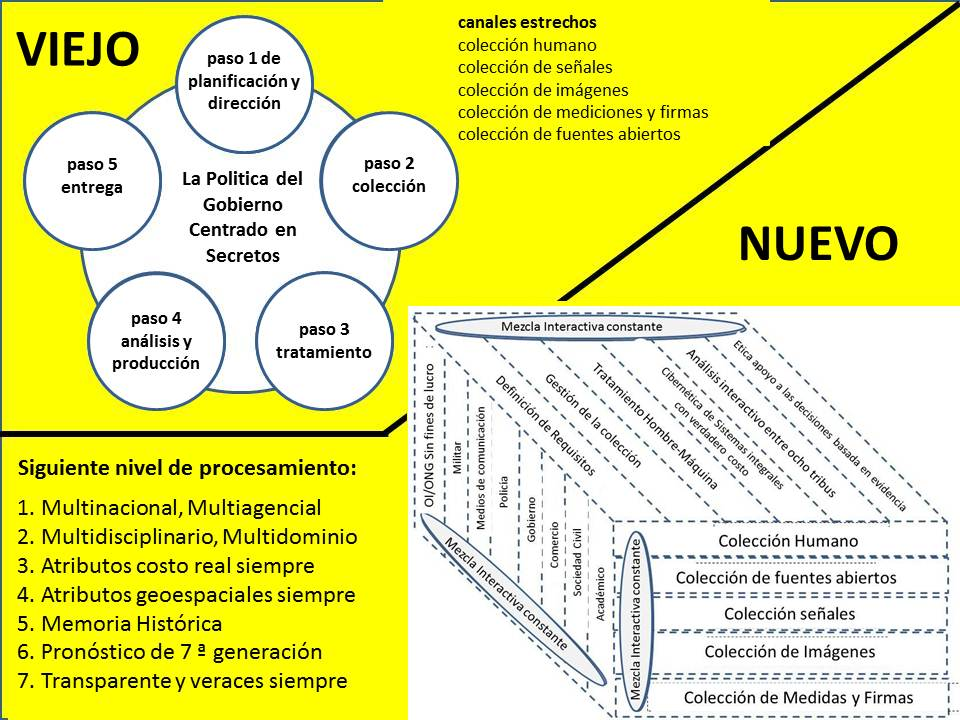 VIEJO
paso 1 de
planificación y
dirección
paso 2
colección
paso 3
tratamiento
paso 4
análisis y
producción
paso 5
entrega
La Politica del
Gobierno
Centrado en
Secretos
canales estrechos
colección humano
colección de señales
colección de imágenes
colección de mediciones y firmas
colección de fuentes abiertos
NUEVO
Siguiente nivel de procesamiento:
1. Multinacional, Multiagencial
2. Multidisciplinario, Multidominio
3. Atributos costo real siempre
4. Atributos geoespaciales siempre
5. Memoria Histórica
6. Pronóstico de 7 ª generación
7. Transparente y veraces siempre
Mezcla Interactiva constante
Definición de Requisitos
Gestión de la colección
Tratamiento Hombre-Máquina
Cibernética de Sistemas integrales
con verdadero costo
Análisis interactivo entre ocho tribus
Etica apoyo a las decisiones basada en evidencia
OI/ONG Sin fines de lucro
Militar
Medios de comunicación
Policia
Gobierno
Comercio
Sociedad Civil
Académico
Mezcla Interactiva constante
Mezcla Interactiva constante
Colección Humano
Colección de fuentes abiertos
Colección señales
Colección de Imágenes
Colección de Medidas y Firmas